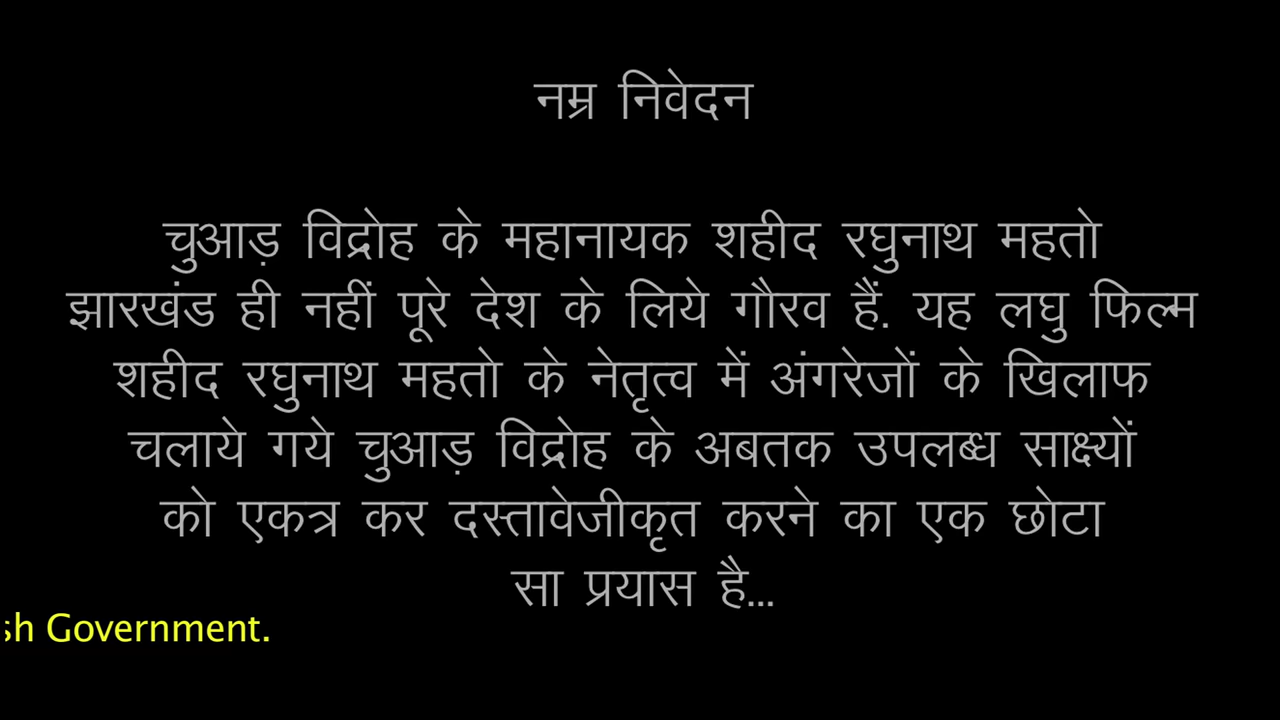 नम्र निवेदन
चुआड़ विद्रोह के महानायक शहीद रघुनाथ महतो
झारखंड ही नहीं पूरे देश के लिये गौरव हैं. यह लघु फिल्म
शहीद रघुनाथ महतो के नेतृत्व में अंगरेजों के खिलाफ
चलाये गये चुआड़ विद्रोह के अबतक उपलब्ध साक्ष्यों
को एकत्र कर दस्तावेजीकृत करने का एक छोटा
सा प्रयास है...
Government.